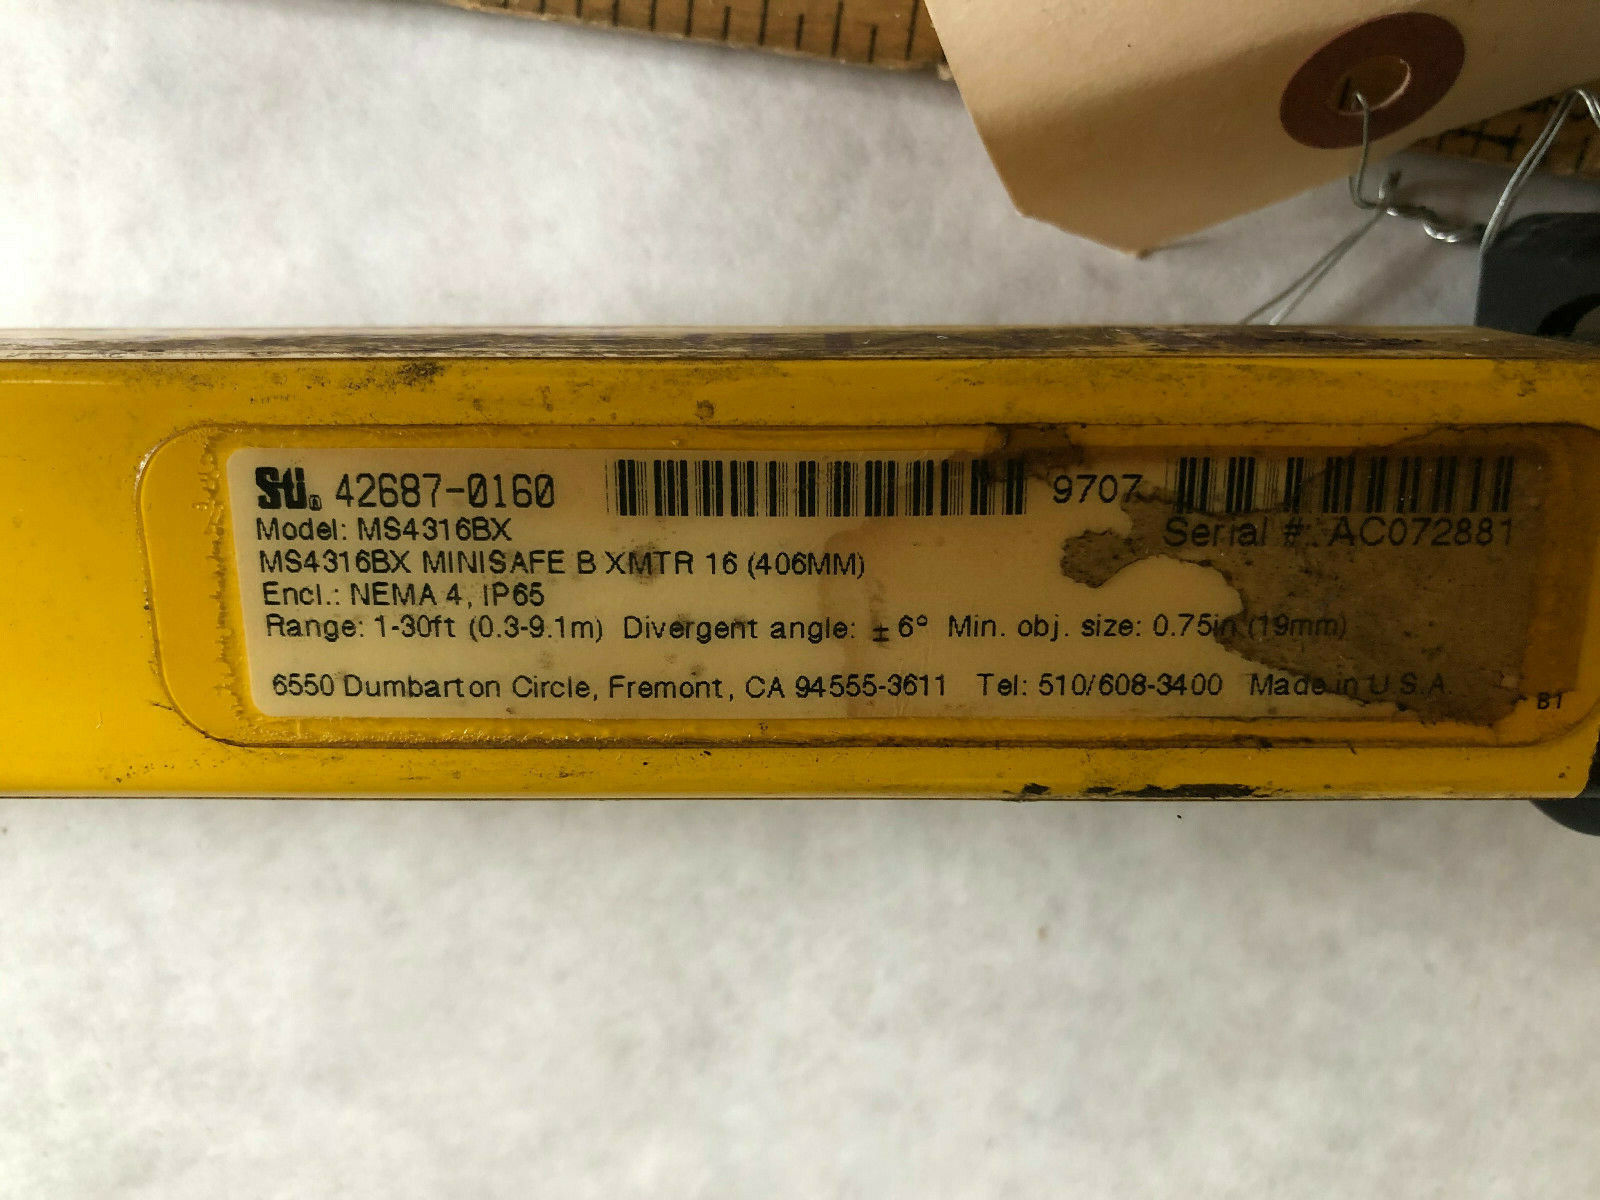 STi® 42687-0160 9707
Model: MS4316BX Serial #: AC072881
MS4316BX MINISAFE B XMTR 16 (406MM)
Encl.: NEMA 4, IP65
Range: 1-30ft (0.3-9.1m) Divergent angle: ± 6° Min. obj. size: 0.75in (19mm)
6550 Dumbarton Circle, Fremont, CA 94555-3611 Tel: 510/608-3400 Made in U.S.A.
B1